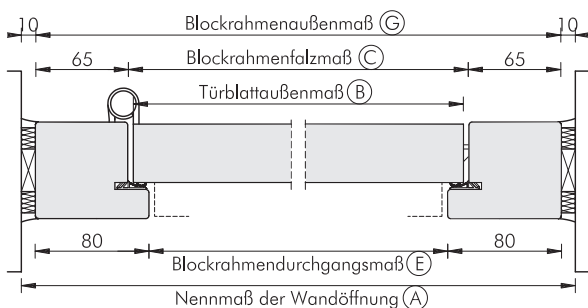 10 Blockrahmenaußenmaß G 10
65 Blockrahmenfalzmaß C 65
Türblattaußenmaß B
80 80
Blockrahmendurchgangsmaß E
Nennmaß der Wandöffnung A